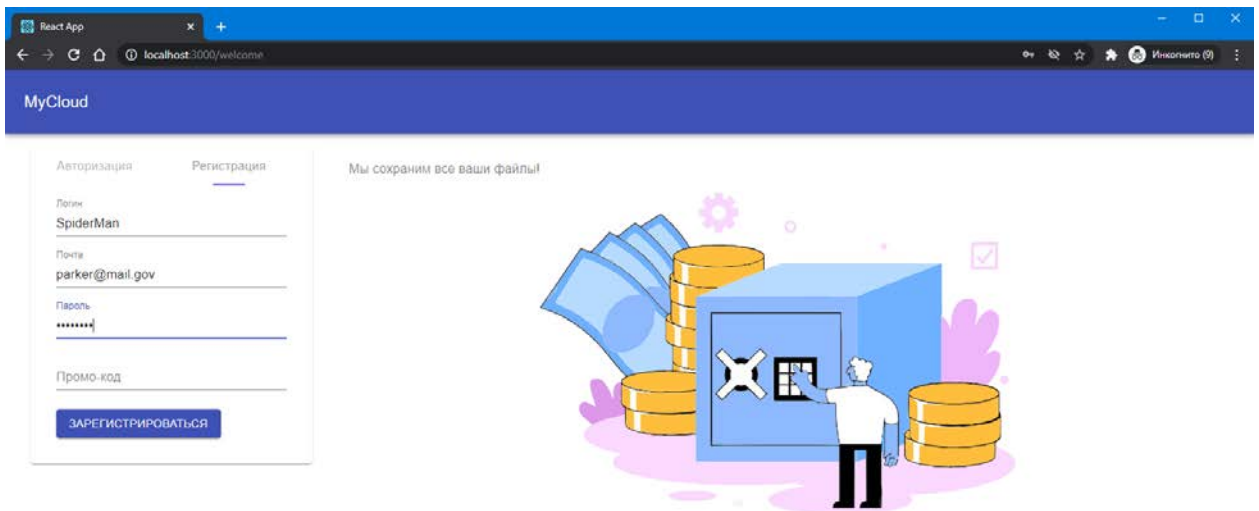 React App
localhost:3000/welcome
Инкогнито (9)
MyCloud
Авторизация Регистрация
Мы сохраним все ваши файлы!
Логин
SpiderMan
Почта
parker@mail.gov
Пароль
••••••••
Промо-код
ЗАРЕГИСТРИРОВАТЬСЯ